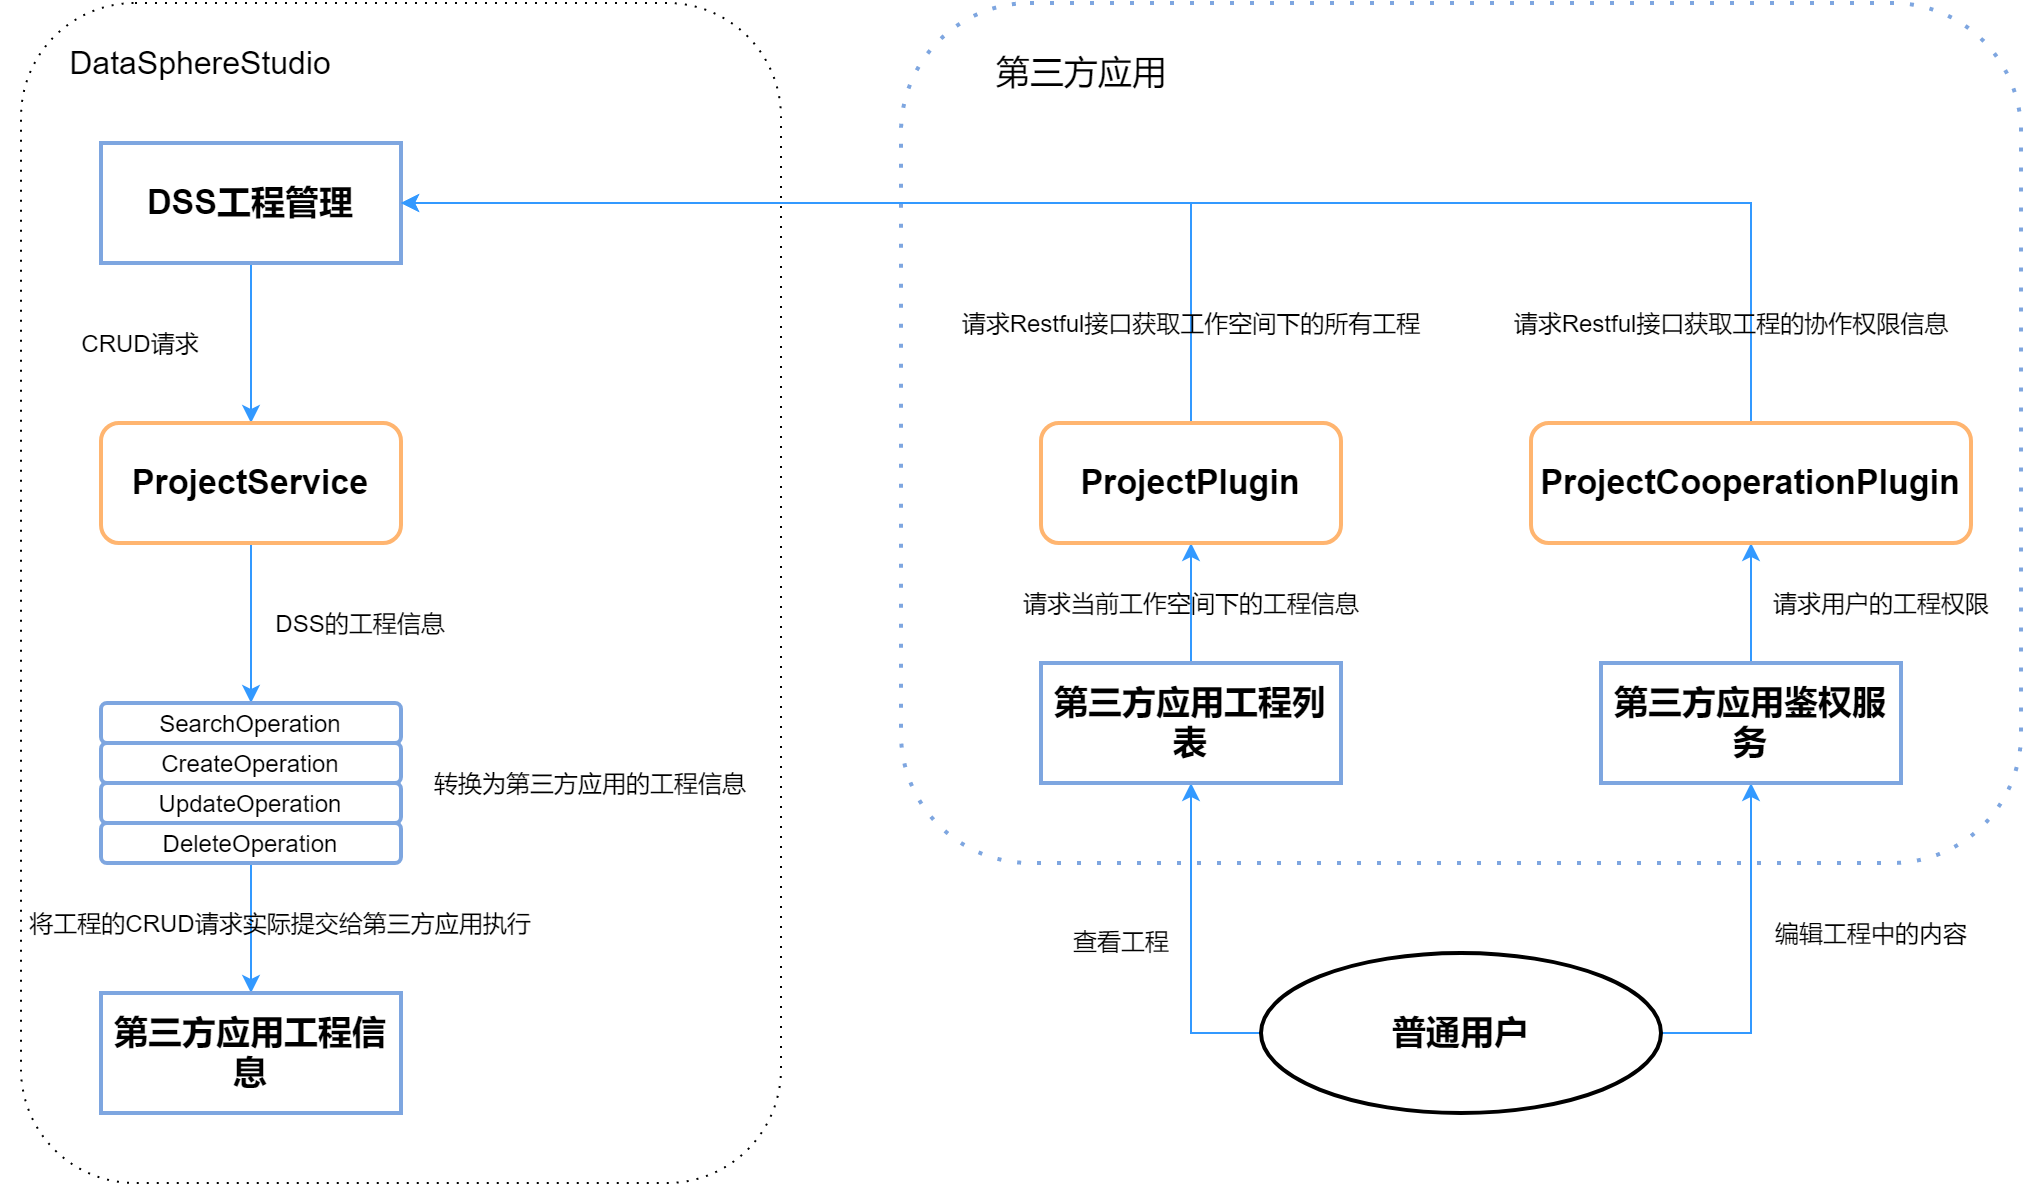 DataSphereStudio
DSS工程管理
CRUD请求
ProjectService
DSS的工程信息
SearchOperation
CreateOperation
UpdateOperation
DeleteOperation
转换为第三方应用的工程信息
将工程的CRUD请求实际提交给第三方应用执行
第三方应用工程信
息
第三方应用
请求Restful接口获取工作空间下的所有工程
请求Restful接口获取工程的协作权限信息
ProjectPlugin
ProjectCooperationPlugin
请求当前工作空间下的工程信息
请求用户的工程权限
第三方应用工程列
表
第三方应用鉴权服
务
查看工程
编辑工程中的内容
普通用户